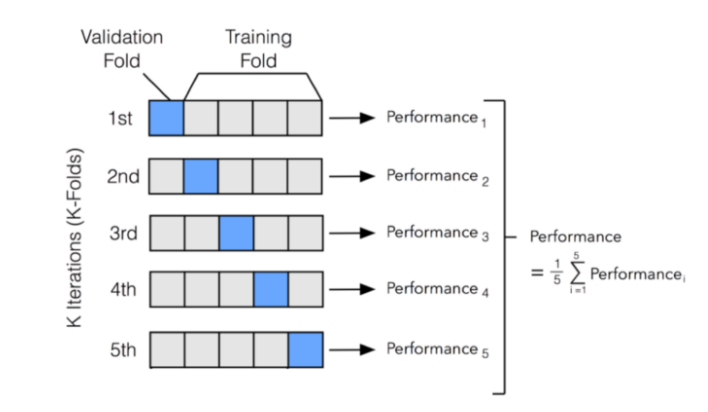 Validation
Fold
Training
Fold
K Iterations (K-Folds)
1st
Performance 1
2nd
Performance 2
3rd
Performance 3
4th
Performance 4
5th
Performance 5
Performance
= 1/5 5∑i=1 Performancei